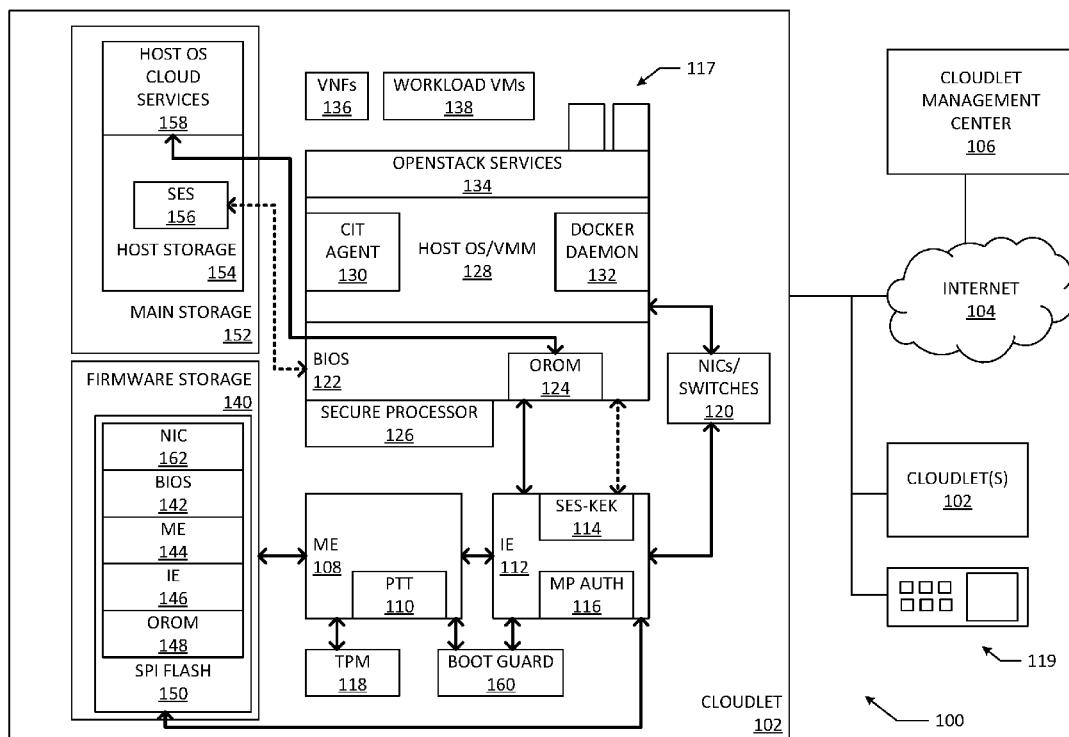 HOST OS
CLOUD
SERVICES
158
SES
156
HOST STORAGE
154
MAIN STORAGE
152
FIRMWARE STORAGE
140
NIC
162
BIOS
142
ME
144
IE
146
OROM
148
SPI FLASH
150
VNFs
136
WORKLOAD VMs
138
117
OPENSTACK SERVICES
134
CIT
AGENT
130
HOST OS/VMM
128
DOCKER
DAEMON
132
BIOS
122
OROM
124
SECURE PROCESSOR
126
NICs/
SWITCHES
120
ME
108
PTT
110
IE
112
SES-KEK
114
MP AUTH
116
TPM
118
BOOT GUARD
160
CLOUDLET
102
CLOUDLET
MANAGEMENT
CENTER
106
INTERNET
104
CLOUDLET(S)
102
119
100